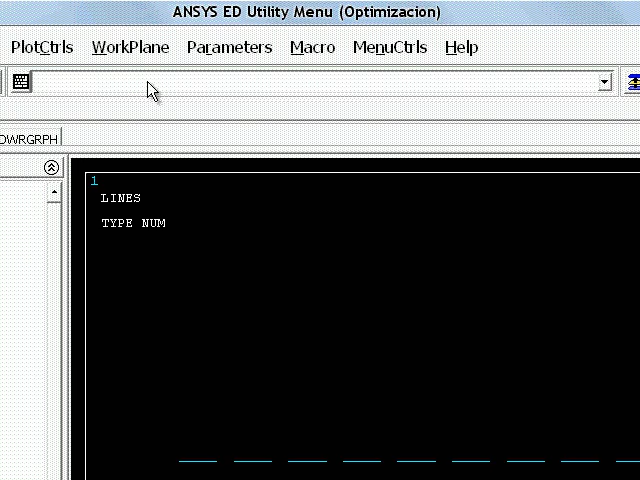 ANSYS ED Utility Menu (Optimizacion)
PlotCtrls WorkPlane Parameters Macro MenuCtrls Help
OWRGRPH
1
LINES
TYPE NUM